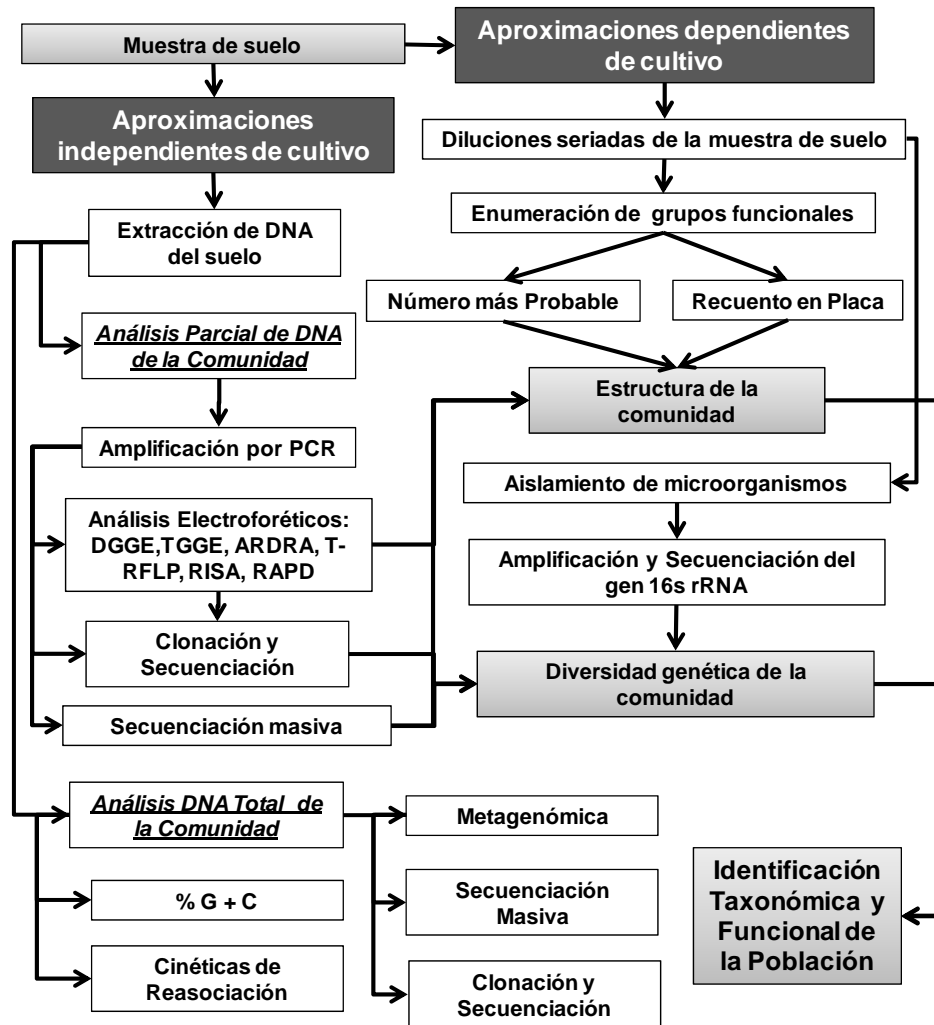 Muestra de suelo
Aproximaciones dependientes
de cultivo
Aproximaciones
independientes de cultivo
Diluciones seriadas de la muestra de suelo
Enumeración de grupos funcionales
Extracción de DNA
del suelo
Número más Probable
Recuento en Placa
Análisis Parcial de DNA
de la Comunidad
Estructura de la
comunidad
Amplificación por PCR
Aislamiento de microorganismos
Análisis Electroforéticos:
DGGE,TGGE, ARDRA, T-
RFLP, RISA, RAPD
Amplificación y Secuenciación del
gen 16s rRNA
Clonación y
Secuenciación
Diversidad genética de la
comunidad
Secuenciación masiva
Análisis DNA Total de
la Comunidad
Metagenómica
% G + C
Secuenciación
Masiva
Identificación
Taxonómica y
Funcional de
la Población
Cinéticas de
Reasociación
Clonación y
Secuenciación